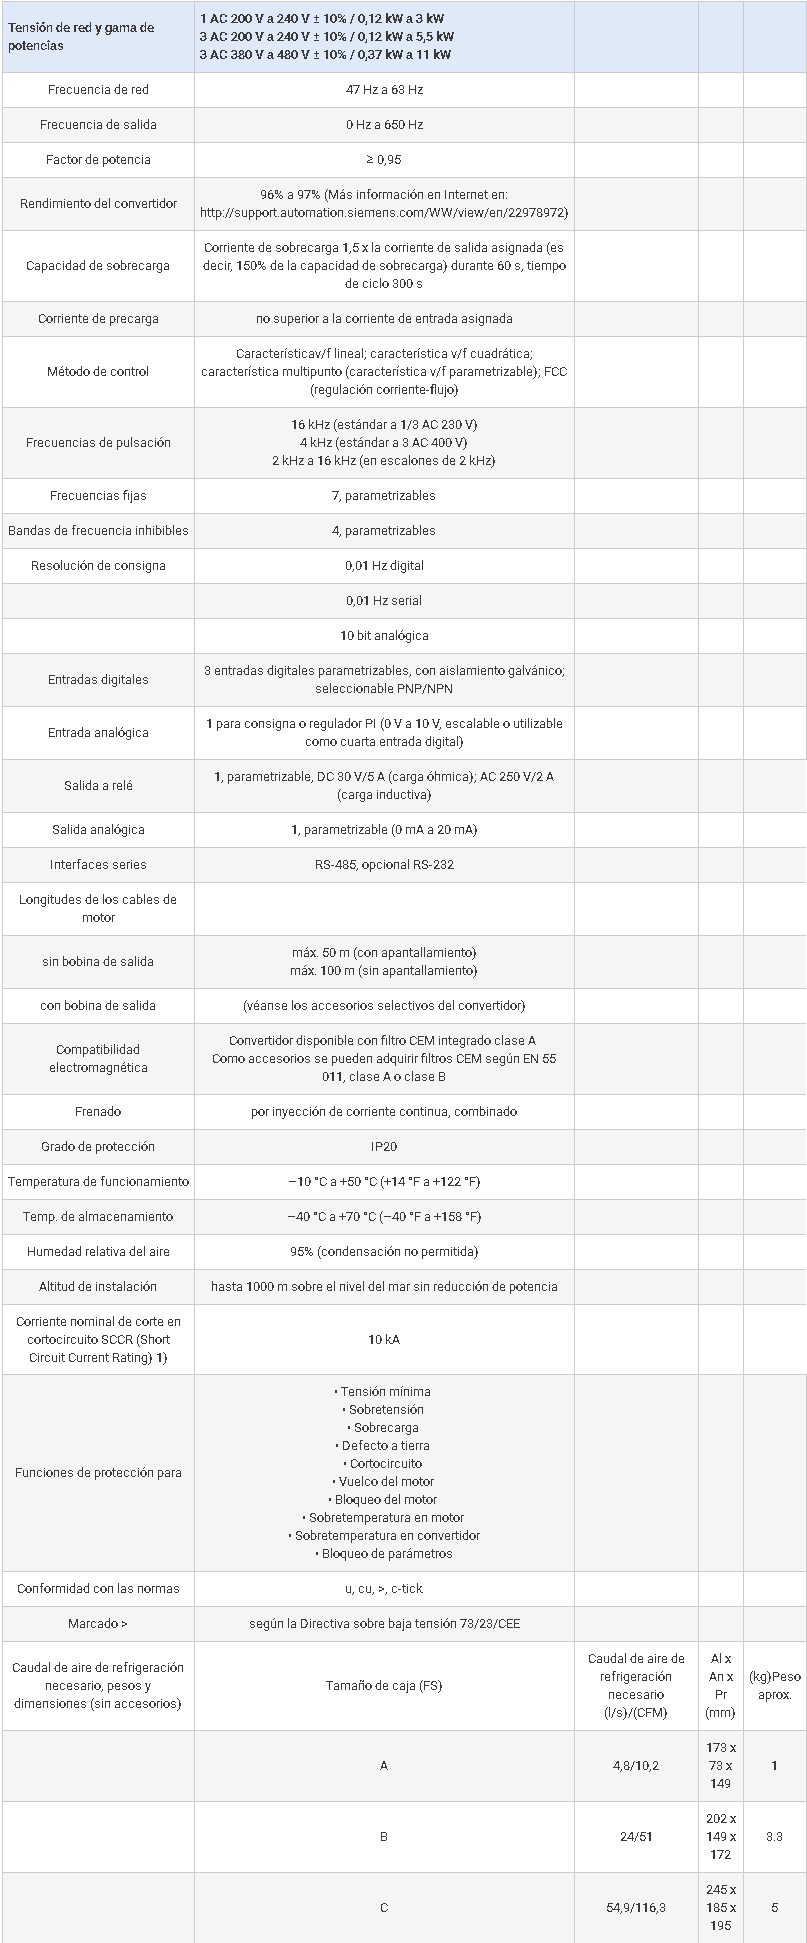 Tensión de red y gama de
potencias
1 AC 200 V a 240 V ± 10% / 0,12 kW a 3 kW
3 AC 200 V a 240 V ± 10% / 0,12 kW a 5,5 kW
3 AC 380 V a 480 V ± 10% / 0,37 kW a 11 kW
Frecuencia de red
47 Hz a 63 Hz
Frecuencia de salida
0 Hz a 650 Hz
Factor de potencia
≥ 0,95
Rendimiento del convertidor
96% a 97% (Más información en Internet en:
http://support.automation.siemens.com/WW/view/en/22978972)
Capacidad de sobrecarga
Corriente de sobrecarga 1,5 x la corriente de salida asignada (es
decir, 150% de la capacidad de sobrecarga) durante 60 s, tiempo
de ciclo 300 s
Corriente de precarga
no superior a la corriente de entrada asignada
Método de control
Característicav/f lineal; característica v/f cuadrática;
característica multipunto (característica v/f parametrizable); FCC
(regulación corriente-flujo)
Frecuencias de pulsación
16 kHz (estándar a 1/3 AC 230 V)
4 kHz (estándar a 3 AC 400 V)
2 kHz a 16 kHz (en escalones de 2 kHz)
Frecuencias fijas
7, parametrizables
Bandas de frecuencia inhibibles
4, parametrizables
Resolución de consigna
0,01 Hz digital
0,01 Hz serial
10 bit analógica
Entradas digitales
3 entradas digitales parametrizables, con aislamiento galvánico;
seleccionable PNP/NPN
Entrada analógica
1 para consigna o regulador PI (0 V a 10 V, escalable o utilizable
como cuarta entrada digital)
Salida a relé
1, parametrizable, DC 30 V/5 A (carga óhmica); AC 250 V/2 A
(carga inductiva)
Salida analógica
1, parametrizable (0 mA a 20 mA)
Interfaces series
RS-485, opcional RS-232
Longitudes de los cables de
motor
sin bobina de salida
máx. 50 m (con apantallamiento)
máx. 100 m (sin apantallamiento)
con bobina de salida
(véanse los accesorios selectivos del convertidor)
Compatibilidad
electromagnética
Convertidor disponible con filtro CEM integrado clase A
Como accesorios se pueden adquirir filtros CEM según EN 55
011, clase A o clase B
Frenado
por inyección de corriente continua, combinado
Grado de protección
IP20
Temperatura de funcionamiento
–10 °C a +50 °C (+14 °F a +122 °F)
Temp. de almacenamiento
–40 °C a +70 °C (–40 °F a +158 °F)
Humedad relativa del aire
95% (condensación no permitida)
Altitud de instalación
hasta 1000 m sobre el nivel del mar sin reducción de potencia
Corriente nominal de corte en
cortocircuito SCCR (Short
Circuit Current Rating) 1)
10 kA
Funciones de protección para
• Tensión mínima
• Sobretensión
• Sobrecarga
• Defecto a tierra
• Cortocircuito
• Vuelco del motor
• Bloqueo del motor
• Sobretemperatura en motor
• Sobretemperatura en convertidor
• Bloqueo de parámetros
Conformidad con las normas
u, cu, >, c-tick
Marcado >
según la Directiva sobre baja tensión 73/23/CEE
Caudal de aire de refrigeración
necesario, pesos y
dimensiones (sin accesorios)
Tamaño de caja (FS)
Caudal de aire de
refrigeración
necesario
(l/s)/(CFM)
Al x
An x
Pr
(mm)
(kg)Peso
aprox.
A
4,8/10,2
173 x
73 x
149
1
B
24/51
202 x
149 x
172
3.3
C
54,9/116,3
245 x
185 x
195
5